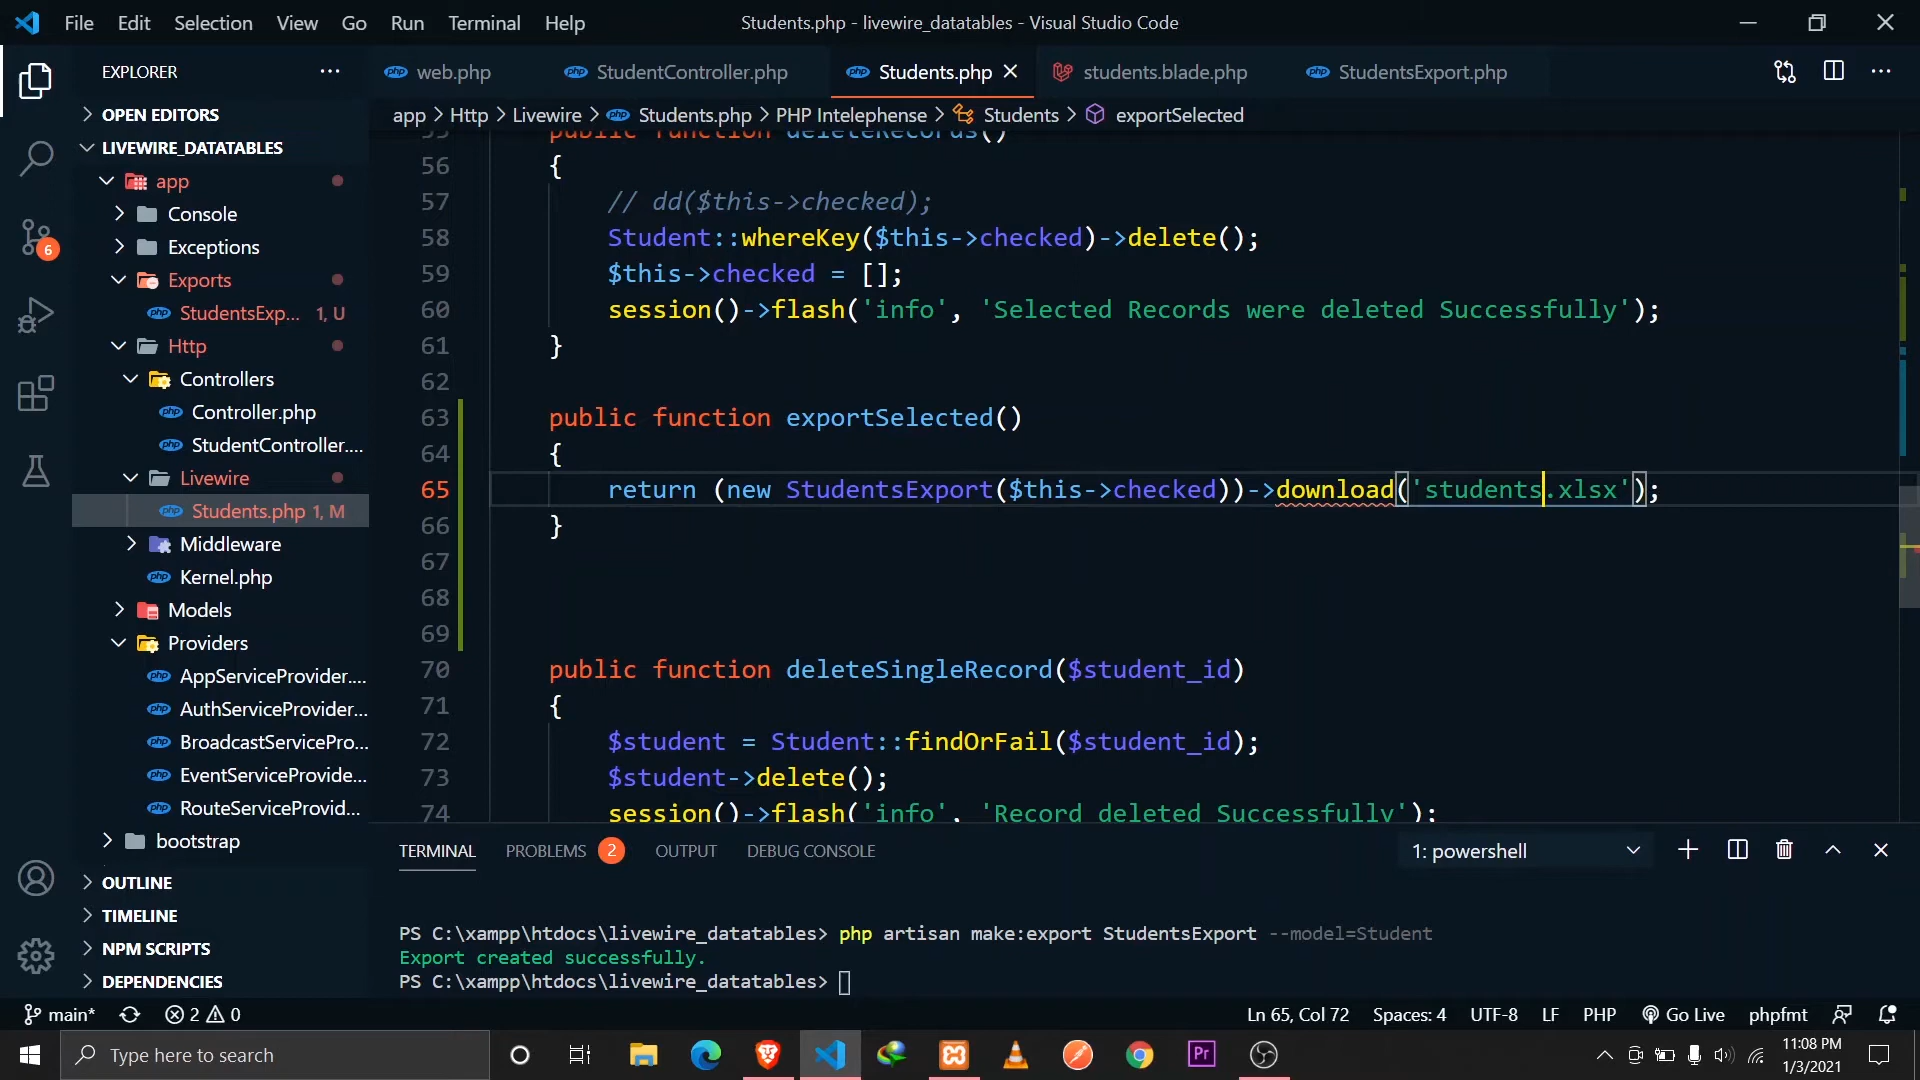 File Edit Selection View Go Run Terminal Help
Students.php - livewire_datatables - Visual Studio Code
EXPLORER
web.php
StudentController.php
Students.php
students.blade.php
StudentsExport.php
app > Http > Livewire > Students.php > PHP Intelephense > Students > exportSelected
OPEN EDITORS
LIVEWIRE_DATATABLES
app
Console
Exceptions
Exports
StudentsExp... 1, U
Http
Controllers
Controller.php
StudentController....
Livewire
Students.php 1, M
Middleware
Kernel.php
Models
Providers
AppServiceProvider....
AuthServiceProvider...
BroadcastServicePro...
EventServiceProvide...
RouteServiceProvid...
bootstrap
OUTLINE
TIMELINE
NPM SCRIPTS
DEPENDENCIES
6
55 public function deleteRecords()
56 {
57 // dd($this->checked);
58 Student::whereKey($this->checked)->delete();
59 $this->checked = [];
60 session()->flash('info', 'Selected Records were deleted Successfully');
61 }
62
63 public function exportSelected()
64 {
65 return (new StudentsExport($this->checked))->download('students.xlsx');
66 }
67
68
69
70 public function deleteSingleRecord($student_id)
71 {
72 $student = Student::findOrFail($student_id);
73 $student->delete();
74 session()->flash('info', 'Record deleted Successfully');
TERMINAL PROBLEMS 2 OUTPUT DEBUG CONSOLE
1: powershell
PS C:\xampp\htdocs\livewire_datatables> php artisan make:export StudentsExport --model=Student
Export created successfully.
PS C:\xampp\htdocs\livewire_datatables>
main* 2 0
Ln 65, Col 72 Spaces: 4 UTF-8 LF PHP Go Live phpfmt
Type here to search
Pr
11:08 PM
1/3/2021